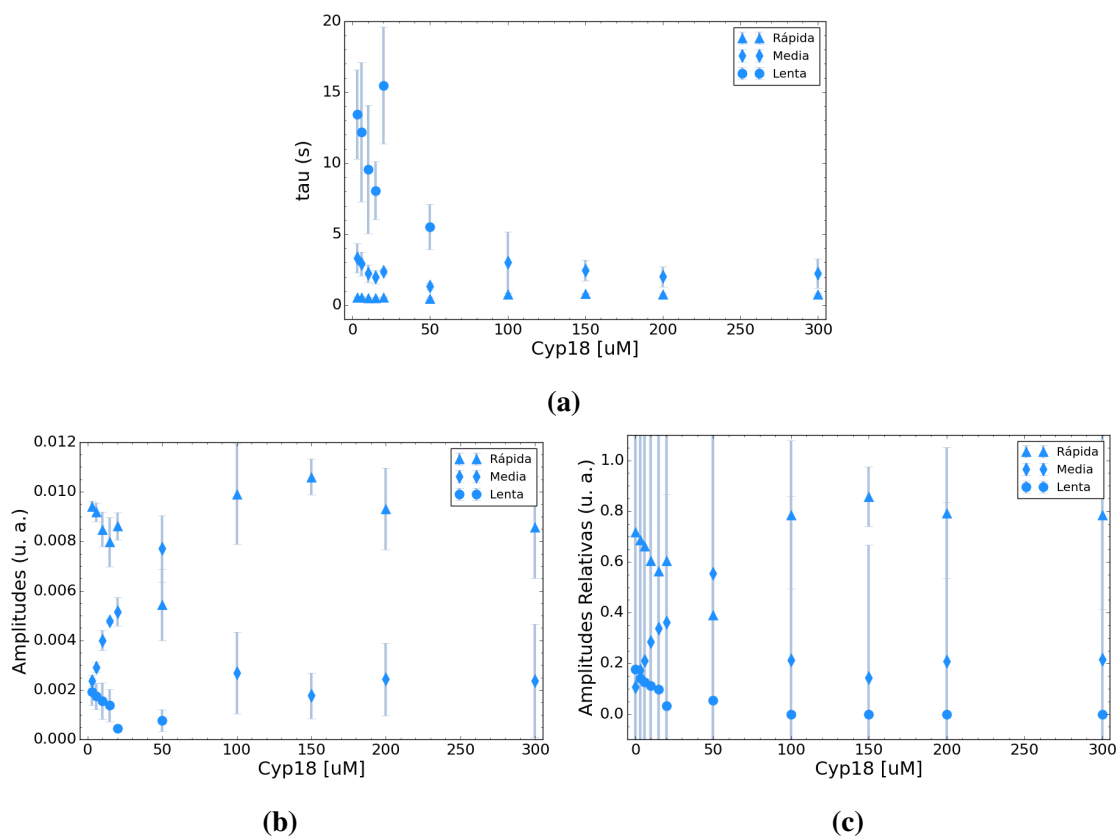 20
15
10
5
0
tau (s)
Rápida
Media
Lenta
0 50 100 150 200 250 300
Cyp18 [uM]
(a)
0.012
0.010
0.008
0.006
0.004
0.002
0.000
Amplitudes (u. a.)
Rápida
Media
Lenta
0 50 100 150 200 250 300
Cyp18 [uM]
(b)
1.0
0.8
0.6
0.4
0.2
0.0
Amplitudes Relativas (u. a.)
Rápida
Media
Lenta
0 50 100 150 200 250 300
Cyp18 [uM]
(c)